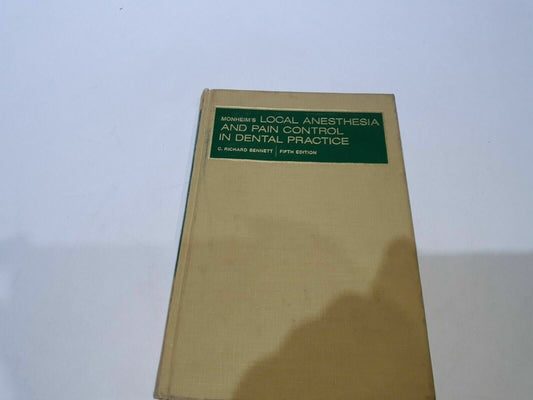 MONHEIM'S LOCAL ANESTHESIA
AND PAIN CONTROL
IN DENTAL PRACTICE
C. RICHARD BENNETT | FIFTH EDITION